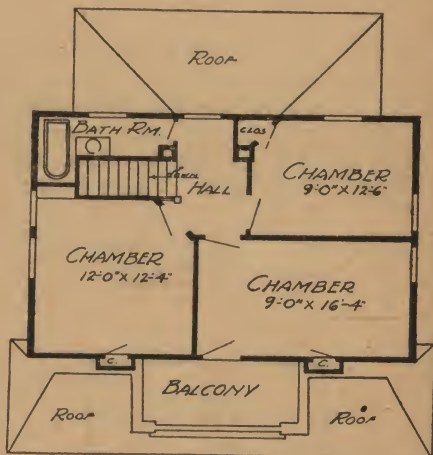 ROOF
BATH RM.
CLOS
down
HALL
CHAMBER
9'-0" X 12'-6"
CHAMBER
12'-0" X 12'-4"
CHAMBER
9'-0" X 16'-4"
C.
C.
BALCONY
ROOF
ROOF